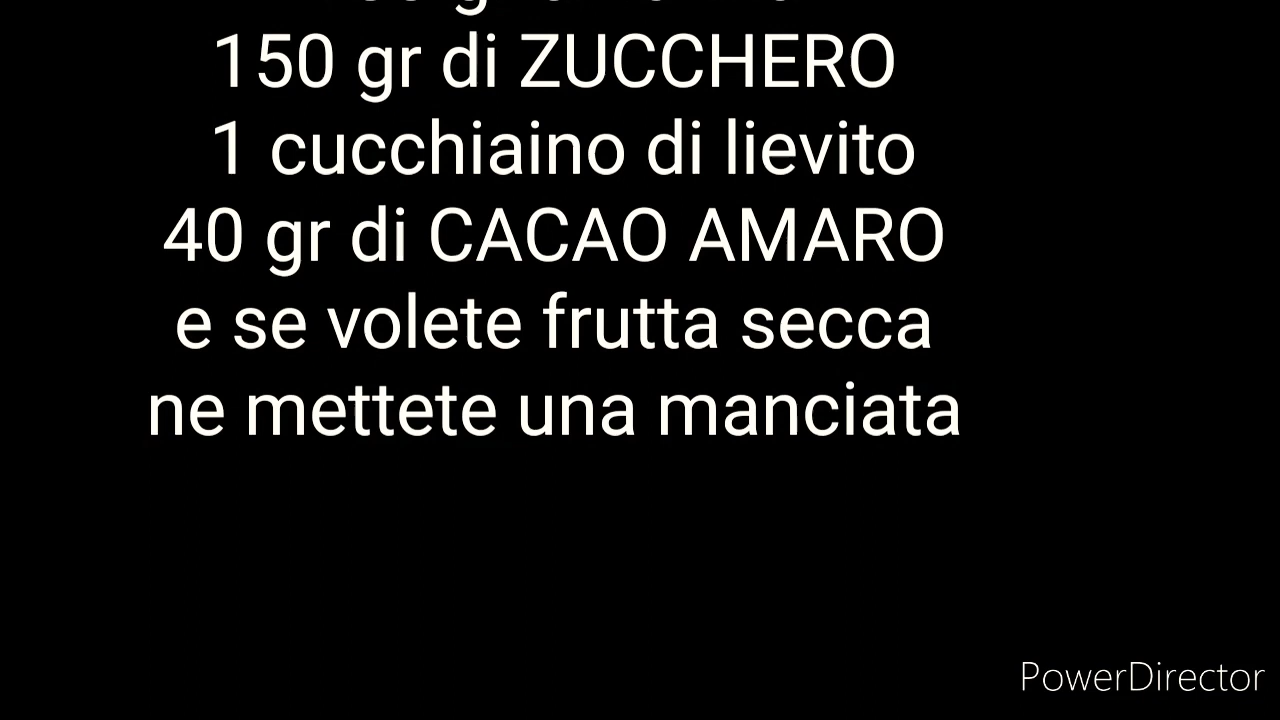 150 gr di ZUCCHERO
1 cucchiaino di lievito
40 gr di CACAO AMARO
e se volete frutta secca
ne mettete una manciata
PowerDirector